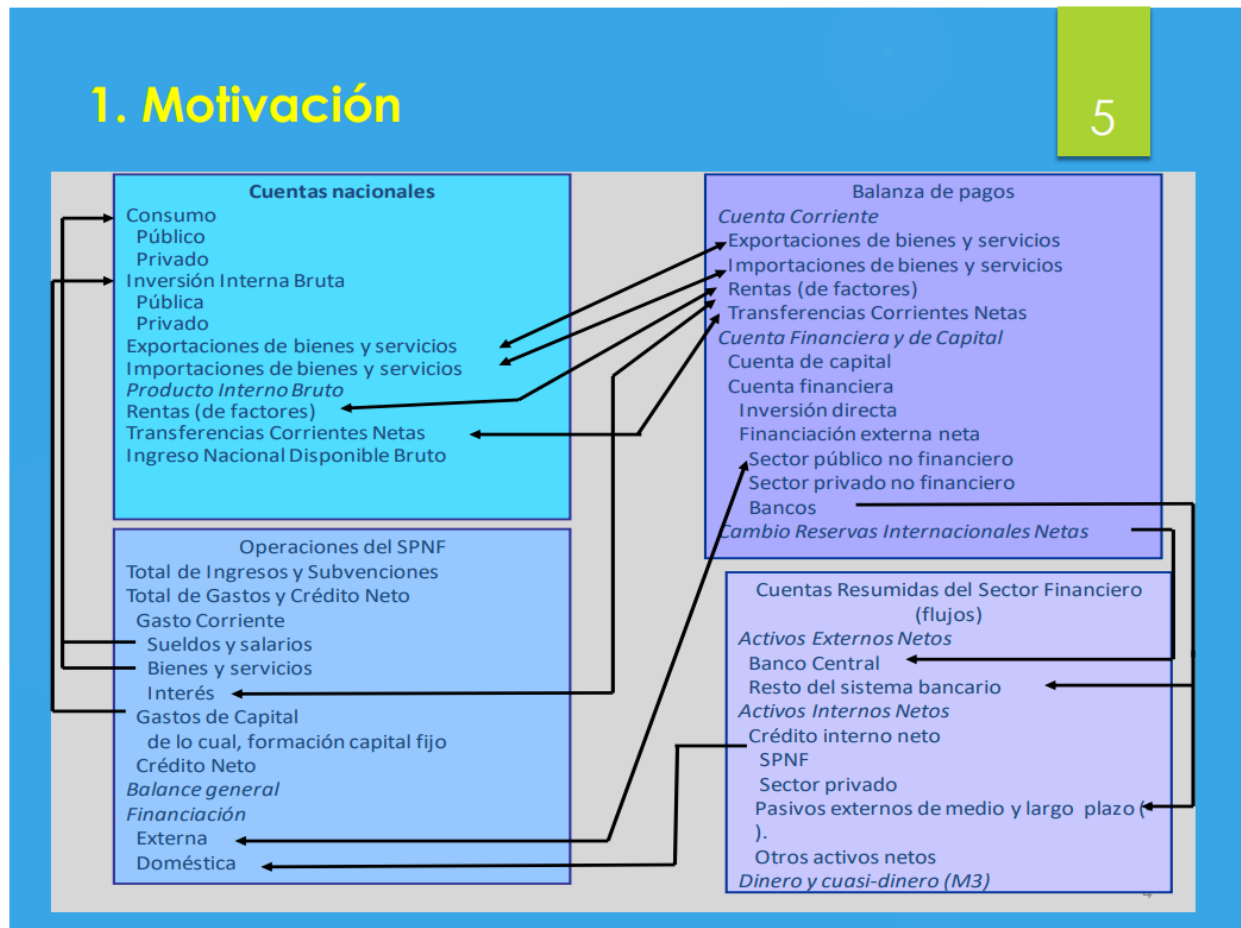 1. Motivación
5
Cuentas nacionales
Consumo
Público
Privado
Inversión Interna Bruta
Pública
Privado
Exportaciones de bienes y servicios
Importaciones de bienes y servicios
Producto Interno Bruto
Rentas (de factores)
Transferencias Corrientes Netas
Ingreso Nacional Disponible Bruto
Balanza de pagos
Cuenta Corriente
Exportaciones de bienes y servicios
Importaciones de bienes y servicios
Rentas (de factores)
Transferencias Corrientes Netas
Cuenta Financiera y de Capital
Cuenta de capital
Cuenta financiera
Inversión directa
Financiación externa neta
Sector público no financiero
Sector privado no financiero
Bancos
Cambio Reservas Internacionales Netas
Operaciones del SPNF
Total de Ingresos y Subvenciones
Total de Gastos y Crédito Neto
Gasto Corriente
Sueldos y salarios
Bienes y servicios
Interés
Gastos de Capital
de lo cual, formación capital fijo
Crédito Neto
Balance general
Financiación
Externa
Doméstica
Cuentas Resumidas del Sector Financiero
(flujos)
Activos Externos Netos
Banco Central
Resto del sistema bancario
Activos Internos Netos
Crédito interno neto
SPNF
Sector privado
Pasivos externos de medio y largo plazo (
).
Otros activos netos
Dinero y cuasi-dinero (M3)